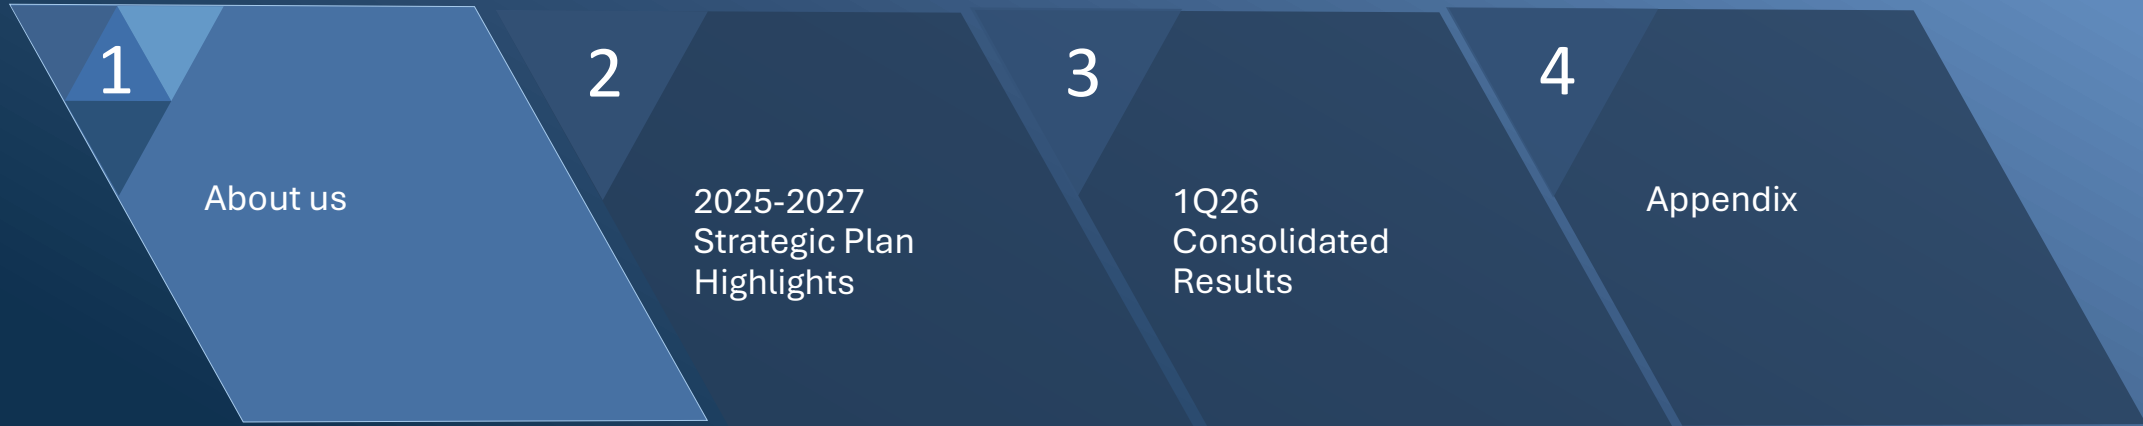 1
About us
2
2025-2027
Strategic Plan
Highlights
3
1Q26
Consolidated
Results
4
Appendix